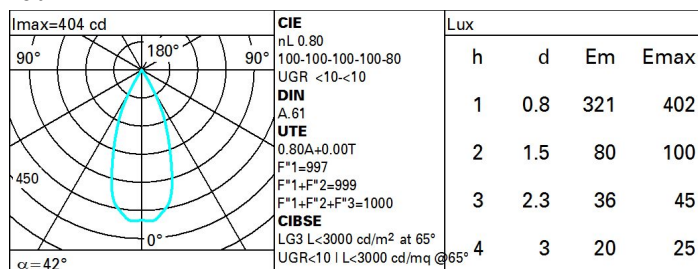 Imax=404 cd
90° 180° 90°
450
0°
α=42°
CIE
nL 0.80
100-100-100-100-80
UGR <10-<10
DIN
A.61
UTE
0.80A+0.00T
F"1=997
F"1+F"2=999
F"1+F"2+F"3=1000
CIBSE
LG3 L<3000 cd/m² at 65°
UGR<10 | L<3000 cd/mq @65°
Lux
h d Em Emax
1 0.8 321 402
2 1.5 80 100
3 2.3 36 45
4 3 20 25